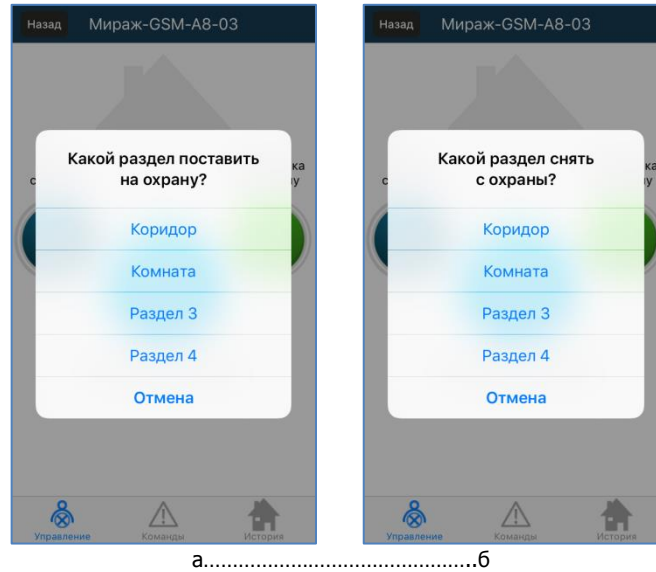 Назад Мираж-GSM-A8-03
Какой раздел поставить
на охрану?
ка
с
у
Коридор
Комната
Раздел 3
Раздел 4
Отмена
Управление Команды История
Назад Мираж-GSM-A8-03
Какой раздел снять
с охраны?
ка
с
у
Коридор
Комната
Раздел 3
Раздел 4
Отмена
Управление Команды История
а…………………………………………..б